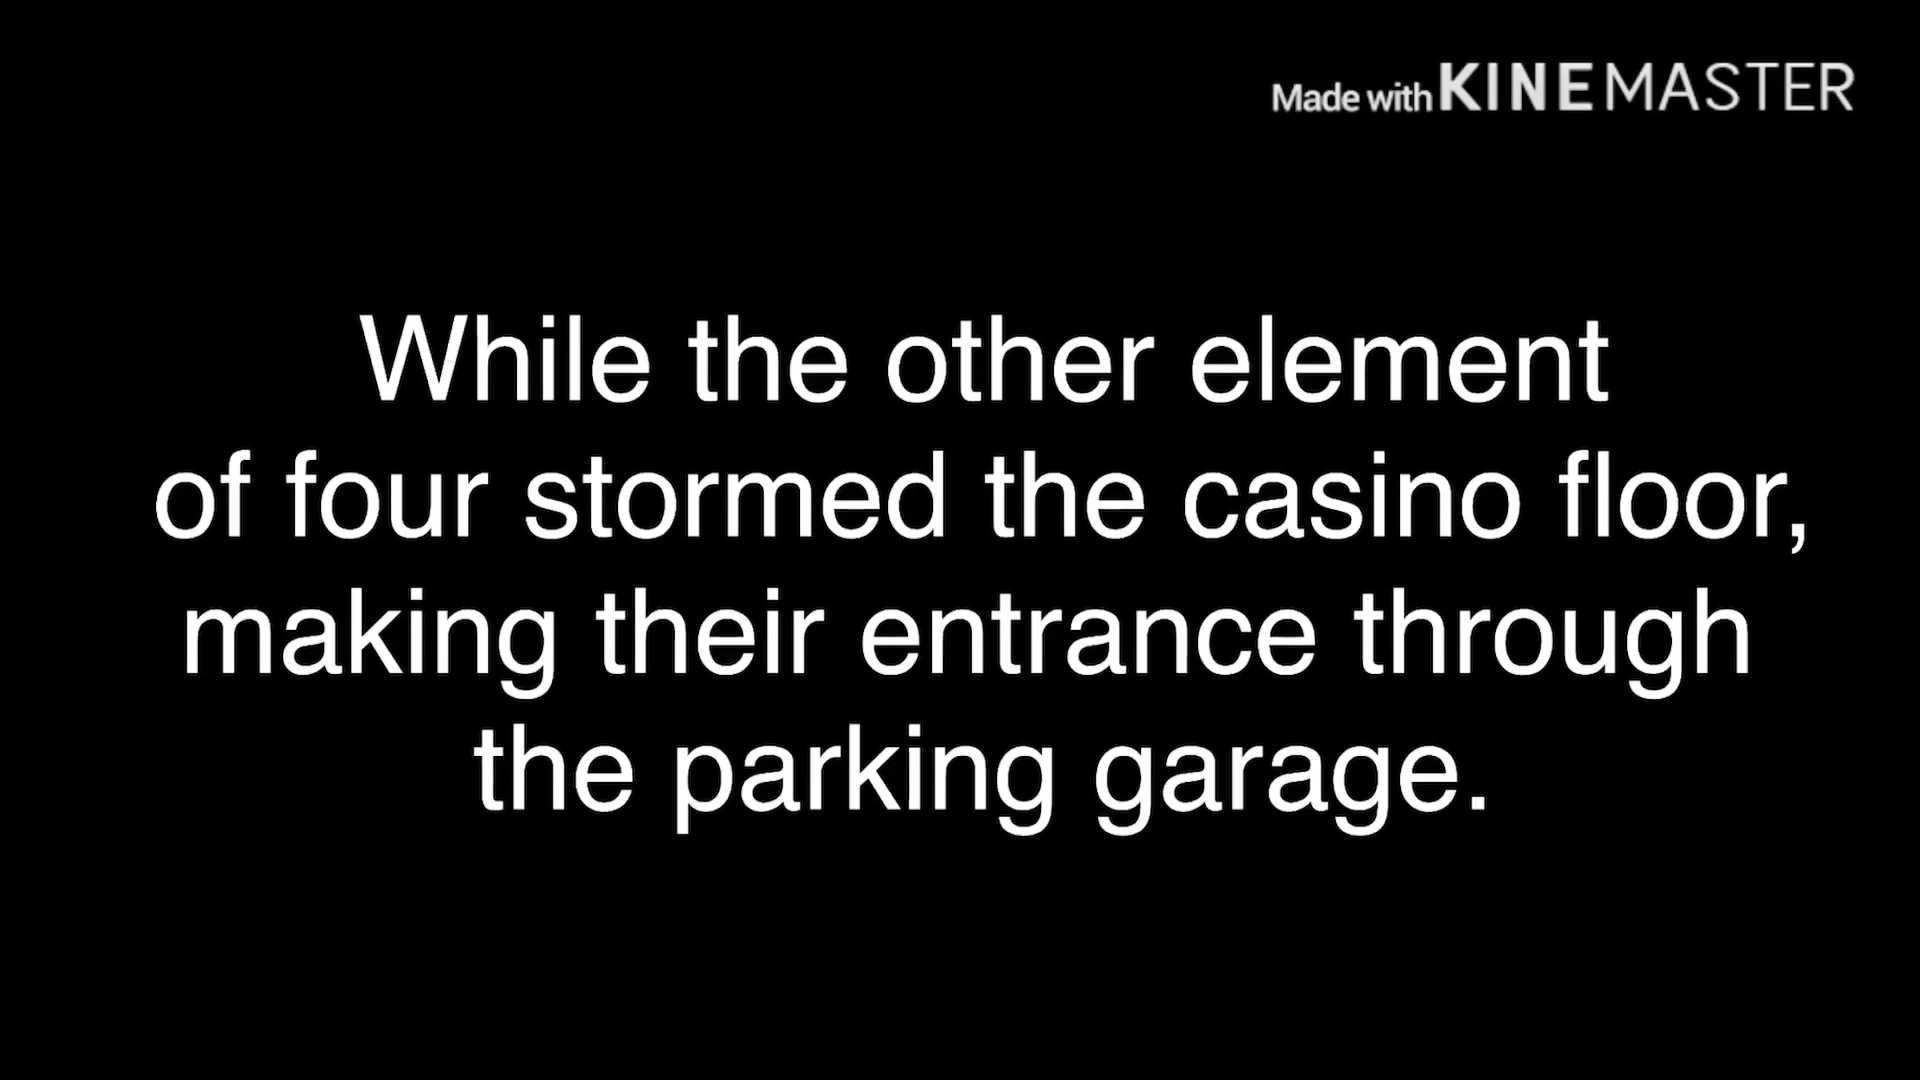 Made with KINEMASTER
While the other element
of four stormed the casino floor,
making their entrance through
the parking garage.